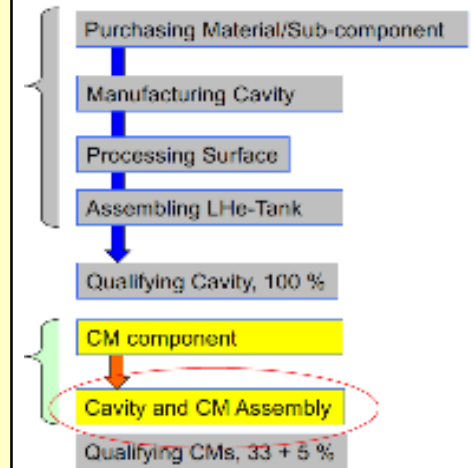 Purchasing Material/Sub-component
Manufacturing Cavity
Processing Surface
Assembling LHe-Tank
Qualifying Cavity, 100 %
CM component
Cavity and CM Assembly
Qualifying CMs, 33 + 5 %